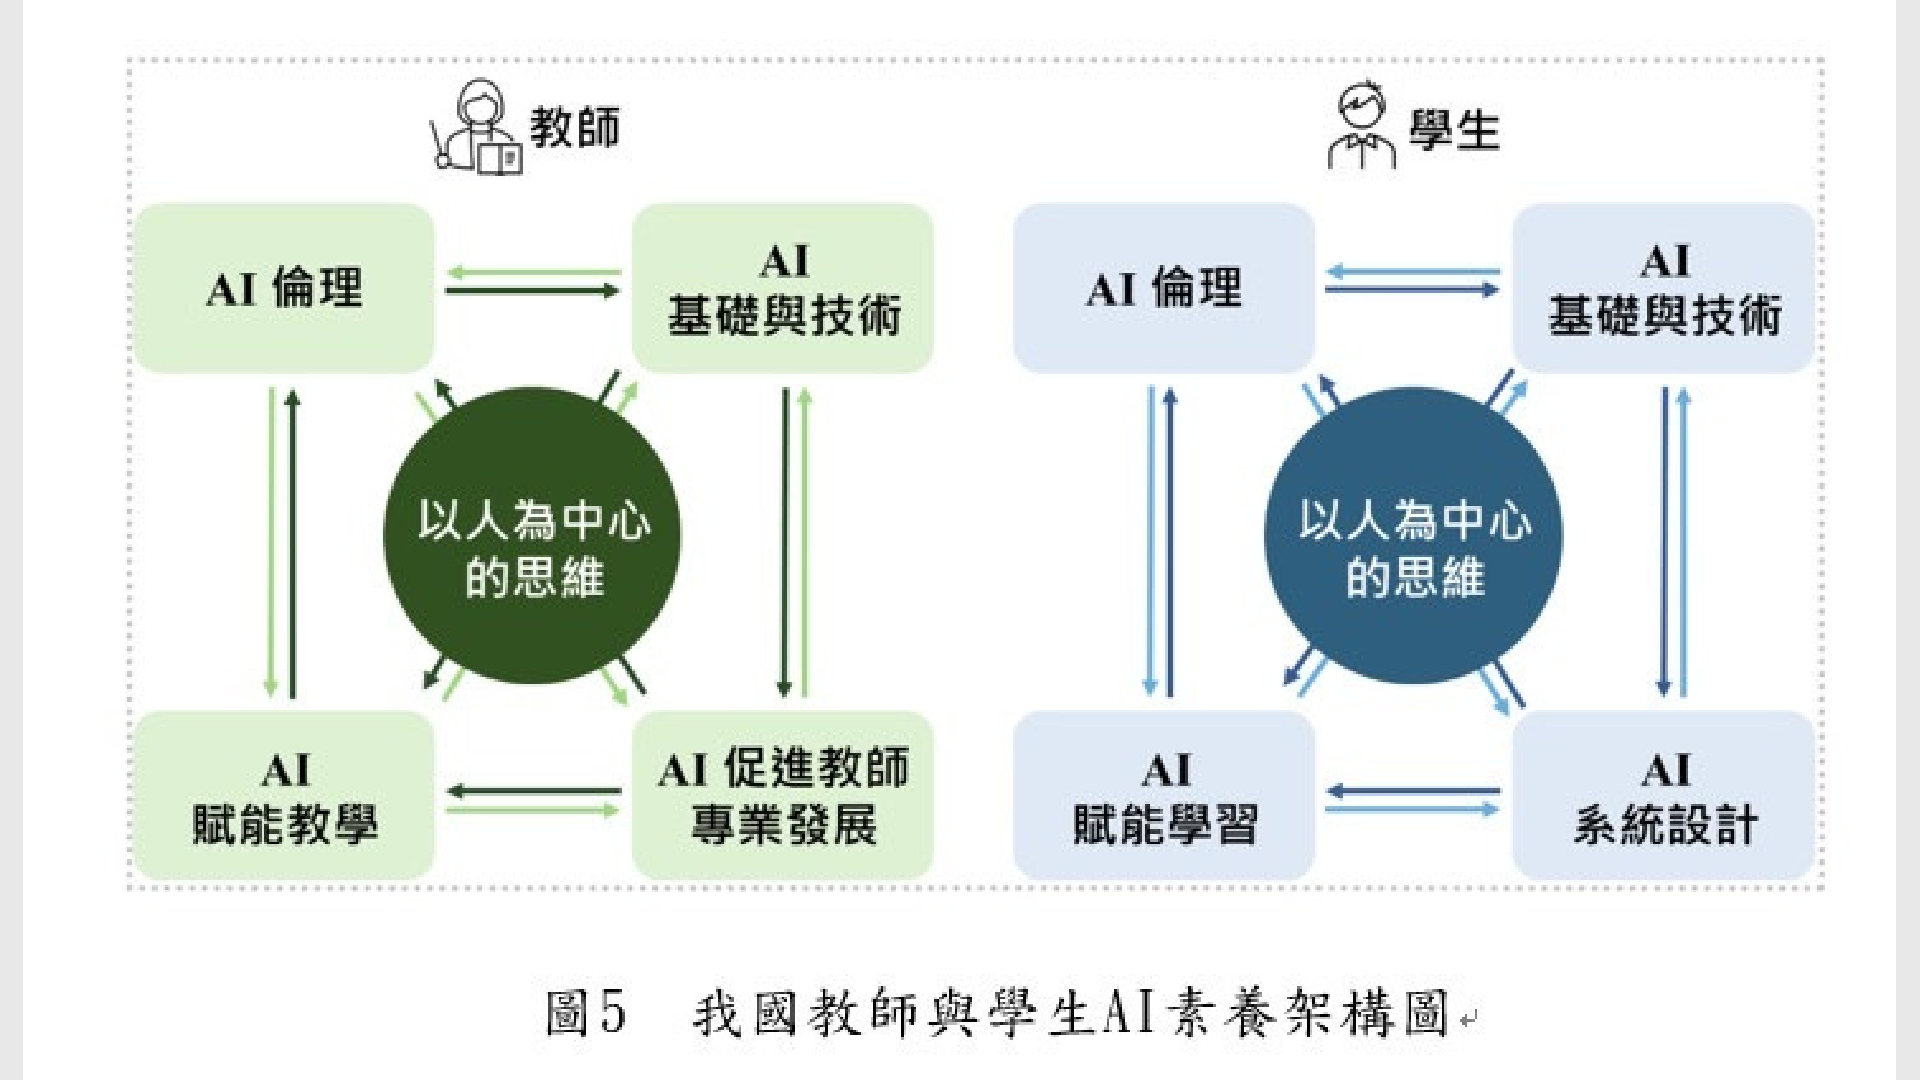 教師
AI 倫理
AI
基礎與技術
以人為中心
的思維
AI
賦能教學
AI 促進教師
專業發展
學生
AI 倫理
AI
基礎與技術
以人為中心
的思維
AI
賦能學習
AI
系統設計
圖5 我國教師與學生AI素養架構圖